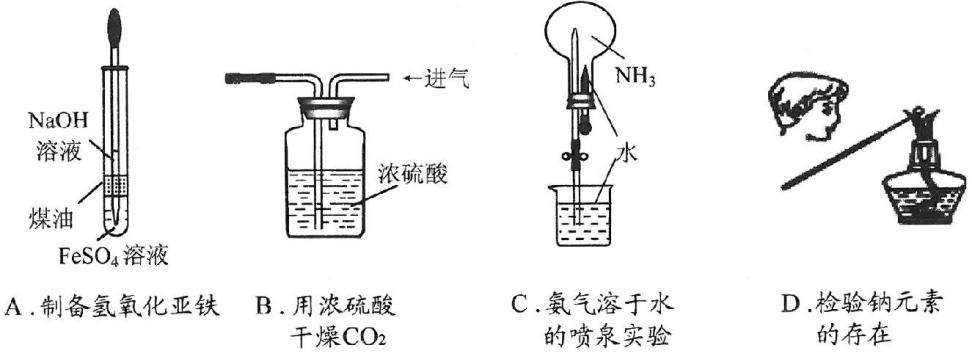 NaOH
溶液
煤油
FeSO₄溶液
A.制备氢氧化亚铁
←进气
浓硫酸
B.用浓硫酸
干燥CO₂
NH₃
水
C.氨气溶于水
的喷泉实验
D.检验钠元素
的存在